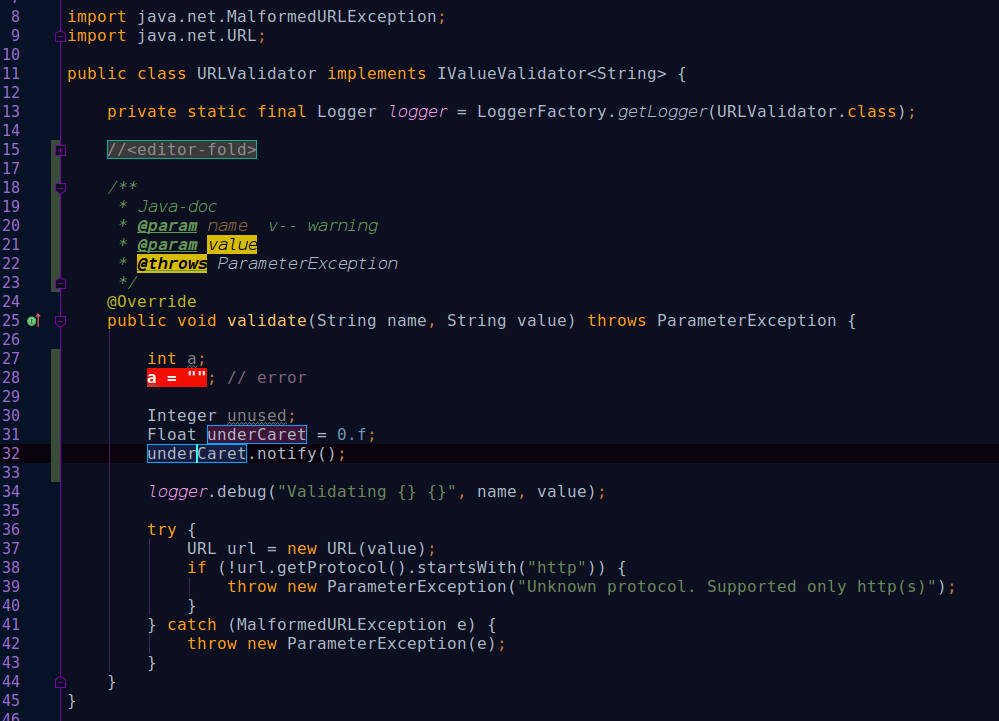 8 import java.net.MalformedURLException;
9 import java.net.URL;
10
11 public class URLValidator implements IValueValidator<String> {
12
13     private static final Logger logger = LoggerFactory.getLogger(URLValidator.class);
14
15     //<editor-fold>
17
18     /**
19      * Java-doc
20      * @param name  v-- warning
21      * @param value
22      * @throws ParameterException
23      */
24     @Override
25     public void validate(String name, String value) throws ParameterException {
26
27         int a;
28         a = ""; // error
29
30         Integer unused;
31         Float underCaret = 0.f;
32         underCaret.notify();
33
34         logger.debug("Validating {} {}", name, value);
35
36         try {
37             URL url = new URL(value);
38             if (!url.getProtocol().startsWith("http")) {
39                 throw new ParameterException("Unknown protocol. Supported only http(s)");
40             }
41         } catch (MalformedURLException e) {
42             throw new ParameterException(e);
43         }
44     }
45 }
46